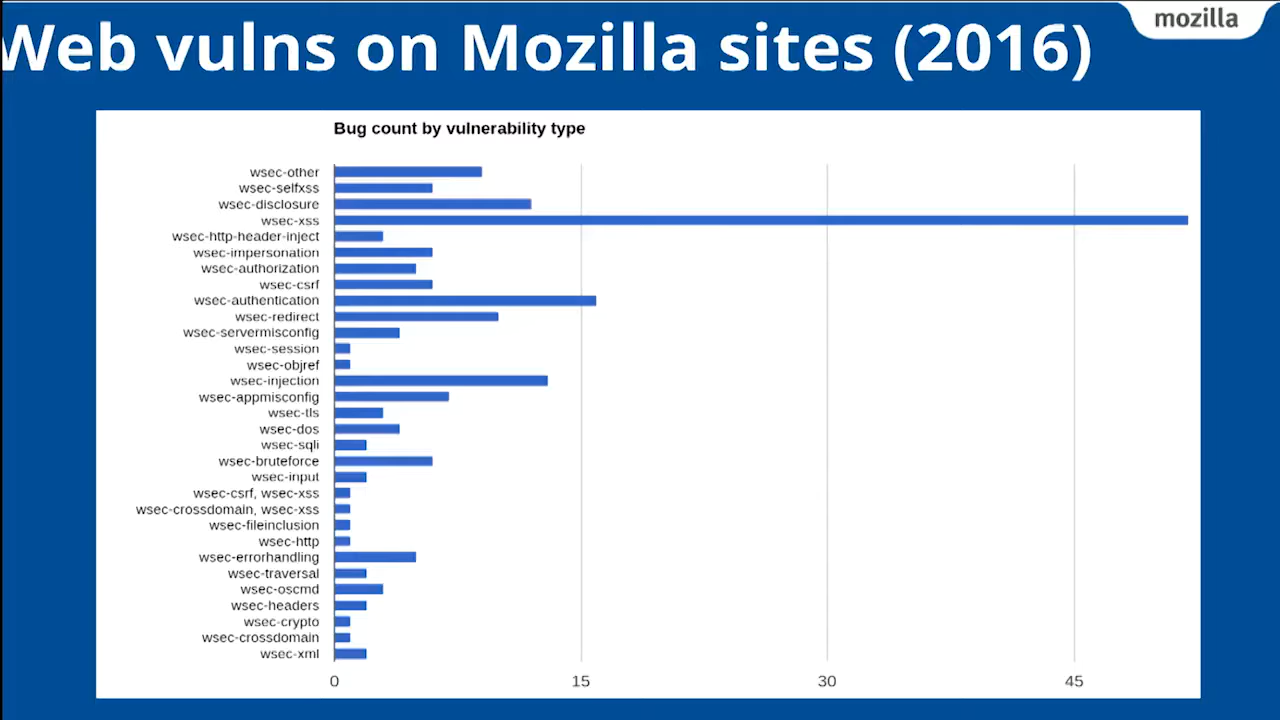 mozilla
Web vulns on Mozilla sites (2016)
Bug count by vulnerability type
wsec-other
wsec-selfxss
wsec-disclosure
wsec-xss
wsec-http-header-inject
wsec-impersonation
wsec-authorization
wsec-csrf
wsec-authentication
wsec-redirect
wsec-servermisconfig
wsec-session
wsec-objref
wsec-injection
wsec-appmisconfig
wsec-tls
wsec-dos
wsec-sqli
wsec-bruteforce
wsec-input
wsec-csrf, wsec-xss
wsec-crossdomain, wsec-xss
wsec-fileinclusion
wsec-http
wsec-errorhandling
wsec-traversal
wsec-oscmd
wsec-headers
wsec-crypto
wsec-crossdomain
wsec-xml
0 15 30 45